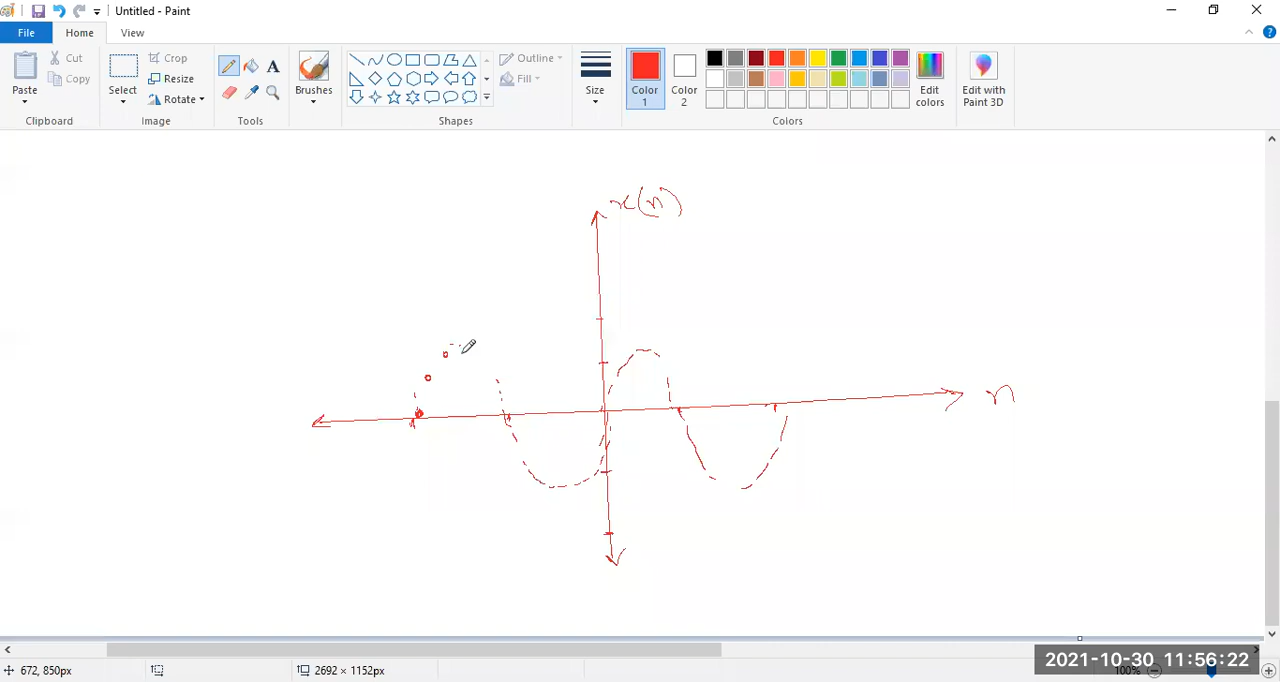 Untitled - Paint
File Home View
Paste
Cut
Copy
Clipboard
Select
Crop
Resize
Rotate
Image
A
Tools
Brushes
Shapes
Outline
Fill
Size
Color 1
Color 2
Colors
Edit colors
Edit with Paint 3D
x(n)
n
672, 850px
2692 × 1152px
100%
2021-10-30 11:56:22